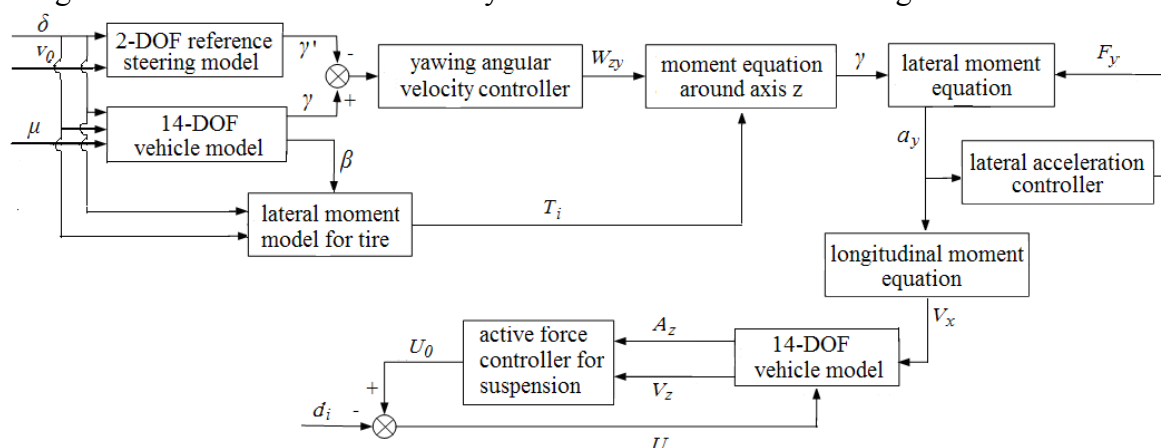 δ
v0
2-DOF reference
steering model
γ'
-
+
γ
yawing angular
velocity controller
Wzy
moment equation
around axis z
γ
lateral moment
equation
Fy
μ
14-DOF
vehicle model
β
ay
lateral acceleration
controller
lateral moment
model for tire
Ti
longitudinal moment
equation
Vx
active force
controller for
suspension
U0
Az
Vz
14-DOF
vehicle model
+
-
di
U